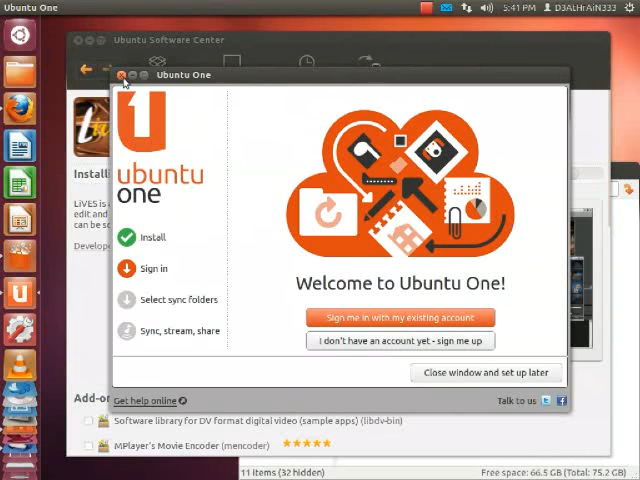 Ubuntu One
5:41 PM
D3ALHRAiN333
Ubuntu Software Center
Ubuntu One
ubuntu
one
Install
Sign in
Select sync folders
Sync, stream, share
Welcome to Ubuntu One!
Sign me in with my existing account
I don't have an account yet - sign me up
Close window and set up later
Get help online
Talk to us
Installi
LiVES is a
edit and
can be sc
Develope
Add-or
Software library for DV format digital video (sample apps) (libdv-bin)
MPlayer's Movie Encoder (mencoder)
11 items (32 hidden)
Free space: 66.5 GB (Total: 75.2 GB)